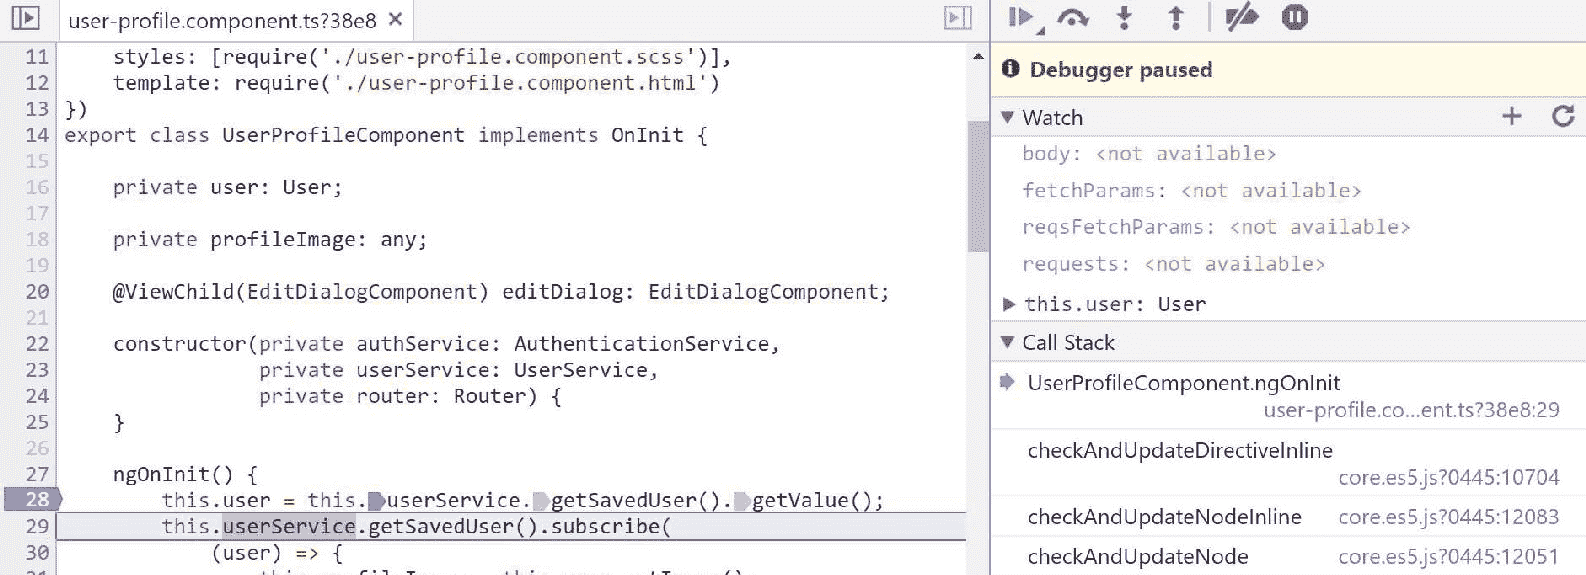 user-profile.component.ts?38e8 ×
11 styles: [require('./user-profile.component.scss')],
12 template: require('./user-profile.component.html')
13 })
14 export class UserProfileComponent implements OnInit {
15
16 private user: User;
17
18 private profileImage: any;
19
20 @ViewChild(EditDialogComponent) editDialog: EditDialogComponent;
21
22 constructor(private authService: AuthenticationService,
23 private userService: UserService,
24 private router: Router) {
25 }
26
27 ngOnInit() {
28 this.user = this.userService.getSavedUser().getValue();
29 this.userService.getSavedUser().subscribe(
30 (user) => {
Debugger paused
Watch
body: <not available>
fetchParams: <not available>
reqsFetchParams: <not available>
requests: <not available>
this.user: User
Call Stack
UserProfileComponent.ngOnInit
user-profile.co...ent.ts?38e8:29
checkAndUpdateDirectiveInline
core.es5.js?0445:10704
checkAndUpdateNodeInline core.es5.js?0445:12083
checkAndUpdateNode core.es5.js?0445:12051